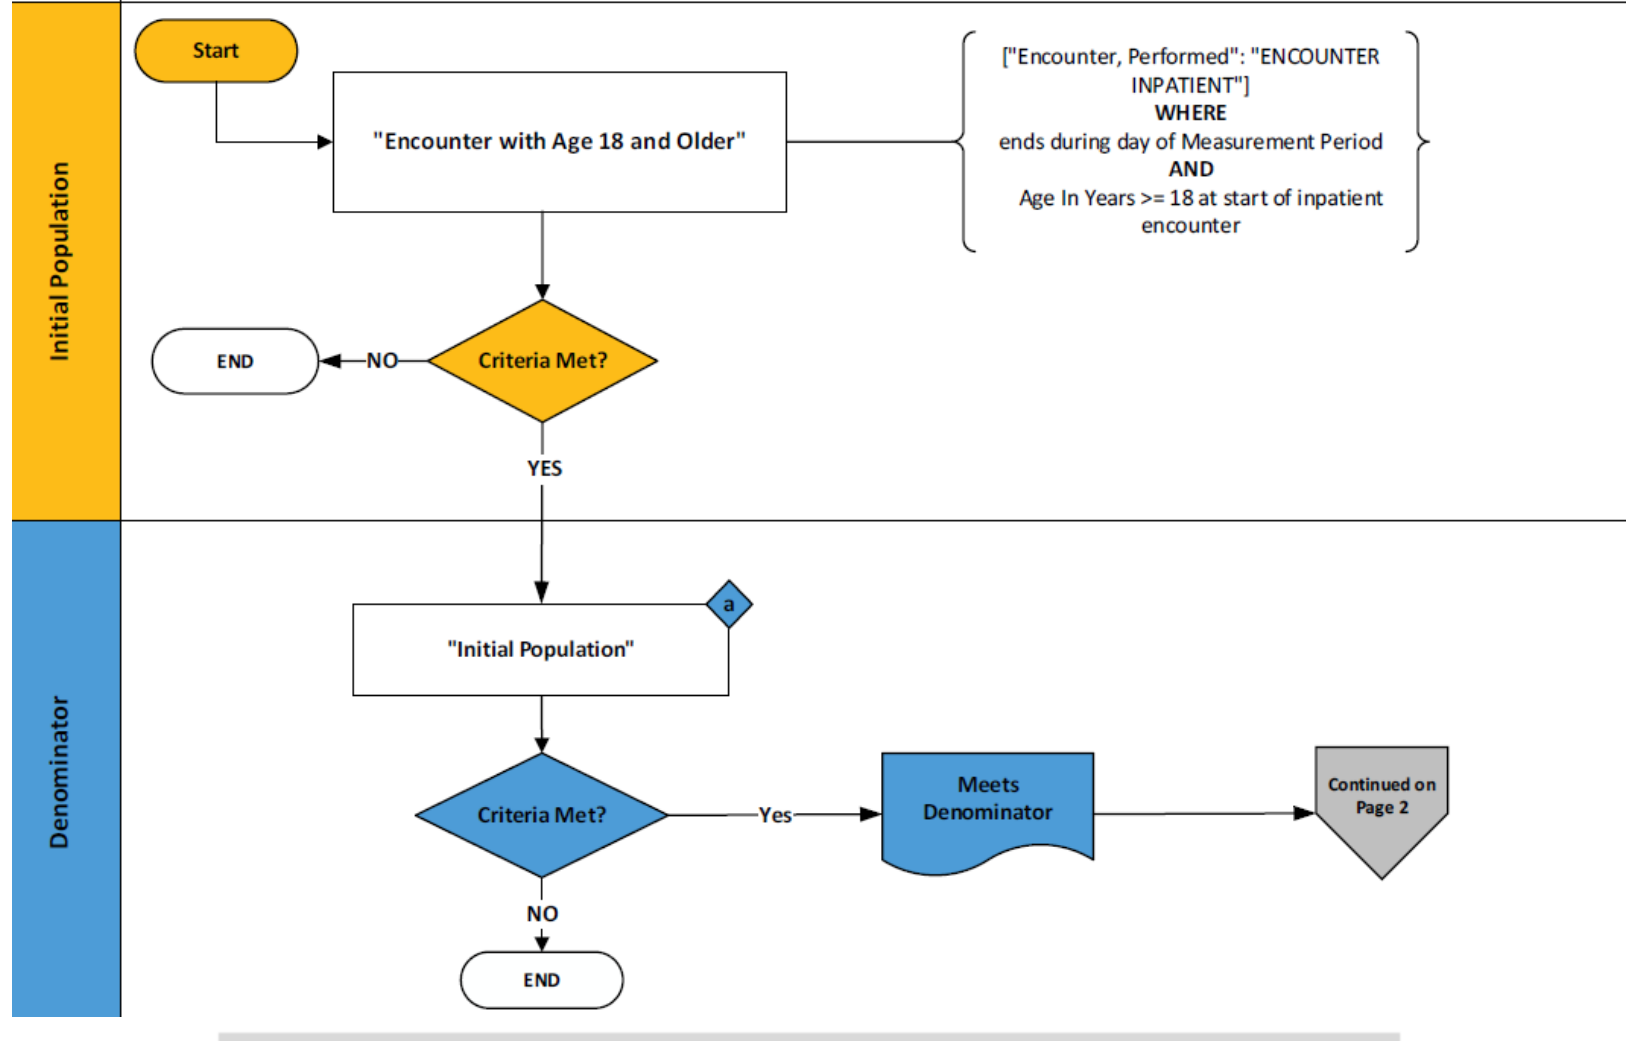 Initial Population
Start
"Encounter with Age 18 and Older"
["Encounter, Performed": "ENCOUNTER
INPATIENT"]
WHERE
ends during day of Measurement Period
AND
Age In Years >= 18 at start of inpatient
encounter
Criteria Met?
NO
END
YES
Denominator
"Initial Population"
a
Criteria Met?
Yes
Meets
Denominator
Continued on
Page 2
NO
END